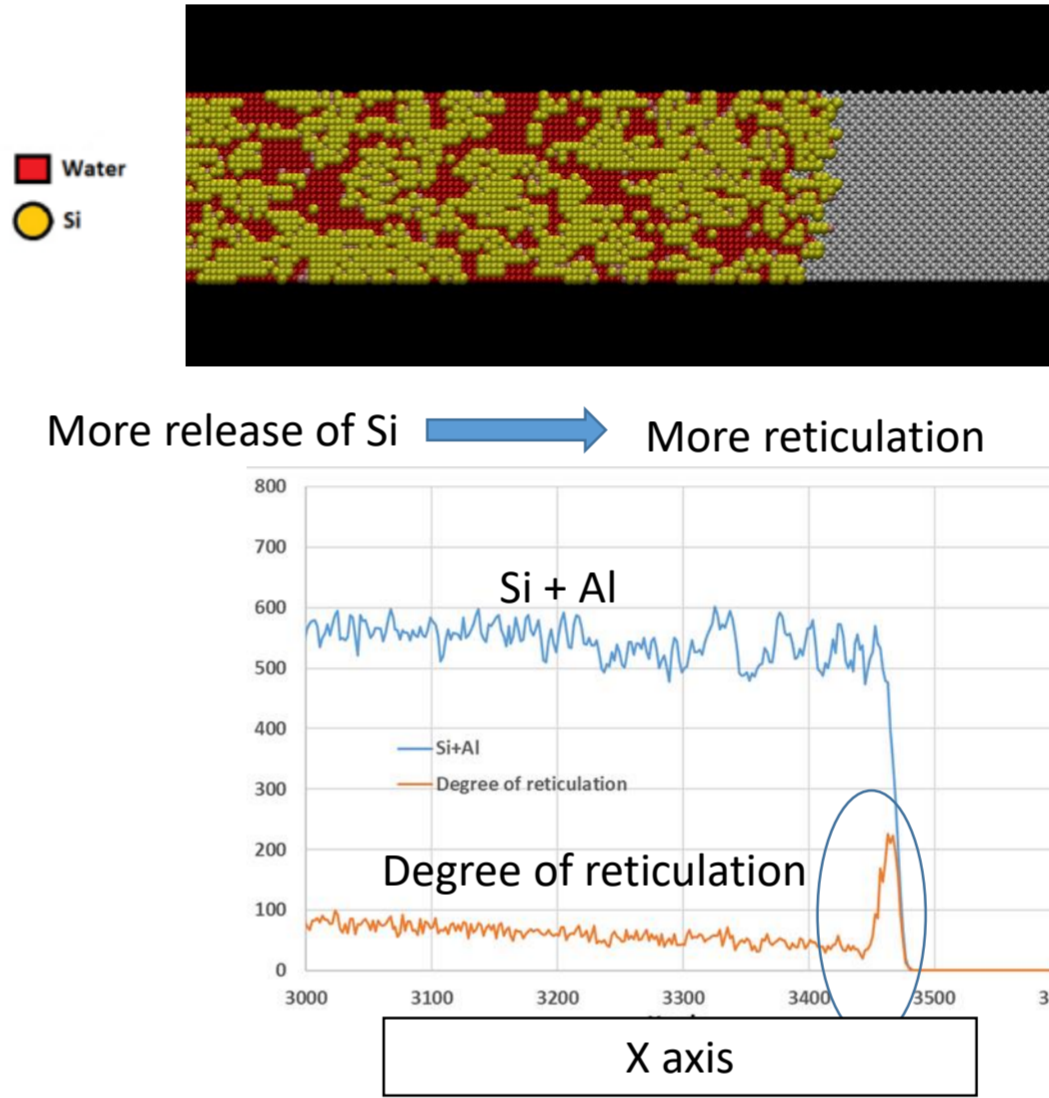 Water
Si
More release of Si
More reticulation
800
700
600
500
400
300
200
100
0
Si + Al
Si+Al
Degree of reticulation
Degree of reticulation
3000 3100 3200 3300 3400 3500 3
X axis